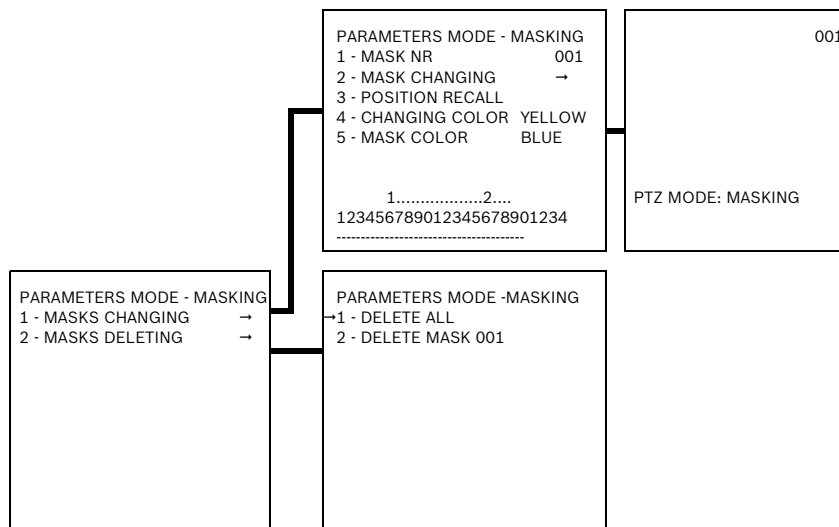 PARAMETERS MODE - MASKING
1 - MASK NR 001
2 - MASK CHANGING →
3 - POSITION RECALL
4 - CHANGING COLOR YELLOW
5 - MASK COLOR BLUE
1.................2....
123456789012345678901234
---------------------------------------
001
PTZ MODE: MASKING
PARAMETERS MODE - MASKING
1 - MASKS CHANGING →
2 - MASKS DELETING →
PARAMETERS MODE -MASKING
→1 - DELETE ALL
2 - DELETE MASK 001